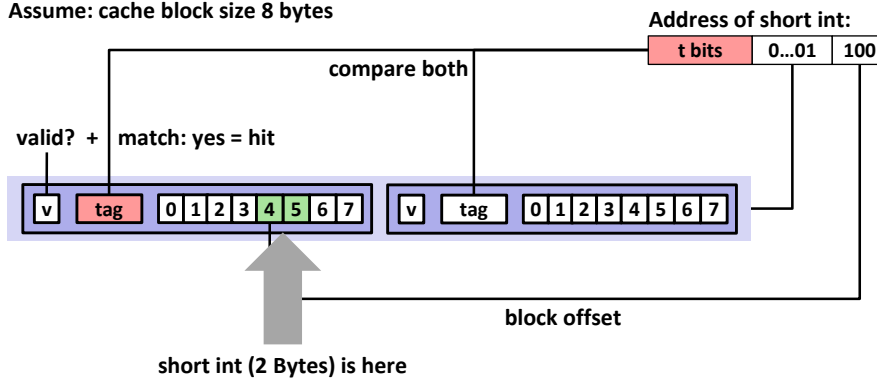 Assume: cache block size 8 bytes
Address of short int:
t bits 0...01 100
compare both
valid? + match: yes = hit
v tag 0 1 2 3 4 5 6 7 v tag 0 1 2 3 4 5 6 7
block offset
short int (2 Bytes) is here